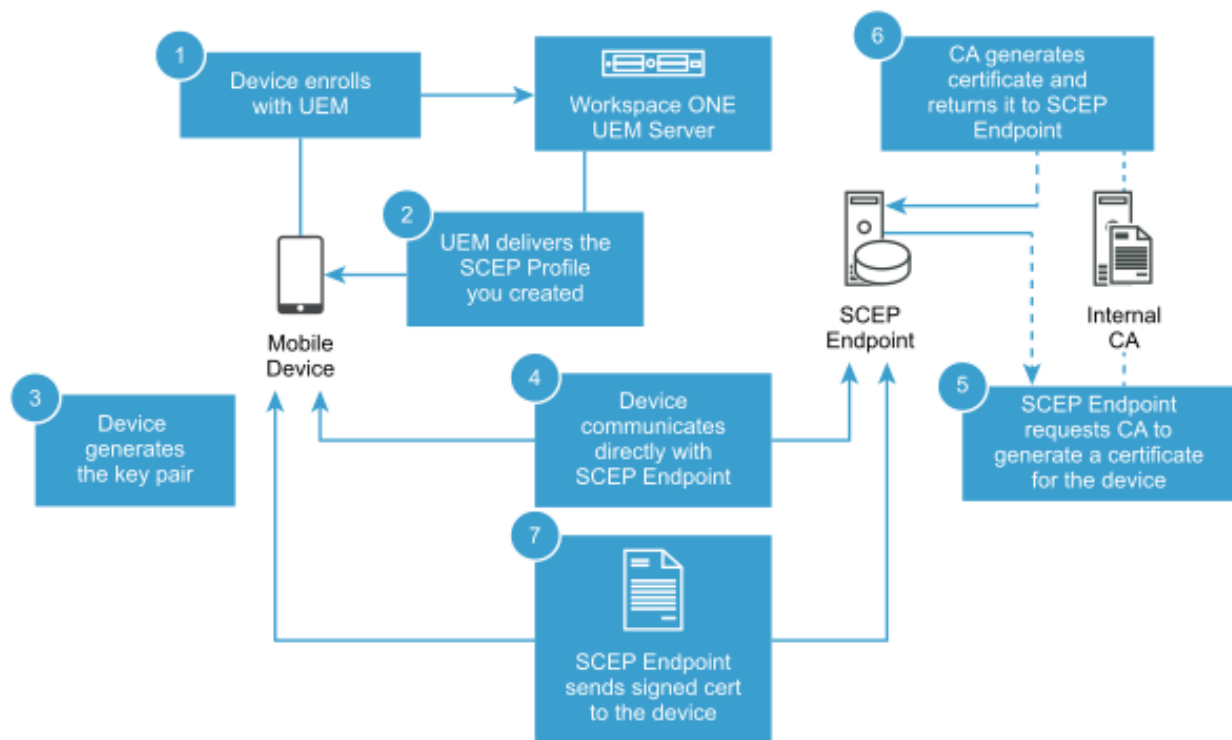 1
Device enrolls
with UEM
Workspace ONE
UEM Server
6
CA generates
certificate and
returns it to SCEP
Endpoint
2
UEM delivers the
SCEP Profile
you created
Mobile
Device
SCEP
Endpoint
Internal
CA
3
Device
generates
the key pair
4
Device
communicates
directly with
SCEP Endpoint
5
SCEP Endpoint
requests CA to
generate a certificate
for the device
7
SCEP Endpoint
sends signed cert
to the device